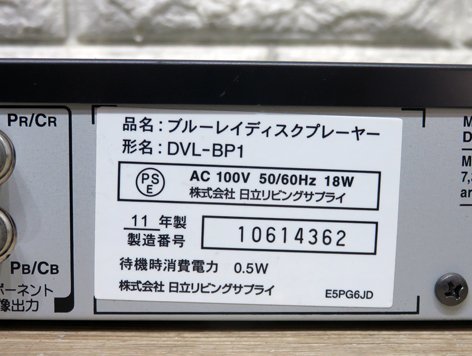 PR/CR
品名：ブルーレイディスクプレーヤー
形名：DVL-BP1
PS
E
AC 100V 50/60Hz 18W
株式会社 日立リビングサプライ
11 年製
製造番号
10614362
待機時消費電力 0.5W
株式会社 日立リビングサプライ
E5PG6JD
PB/CB
ポーネント
像出力
M
D
M
7,
an